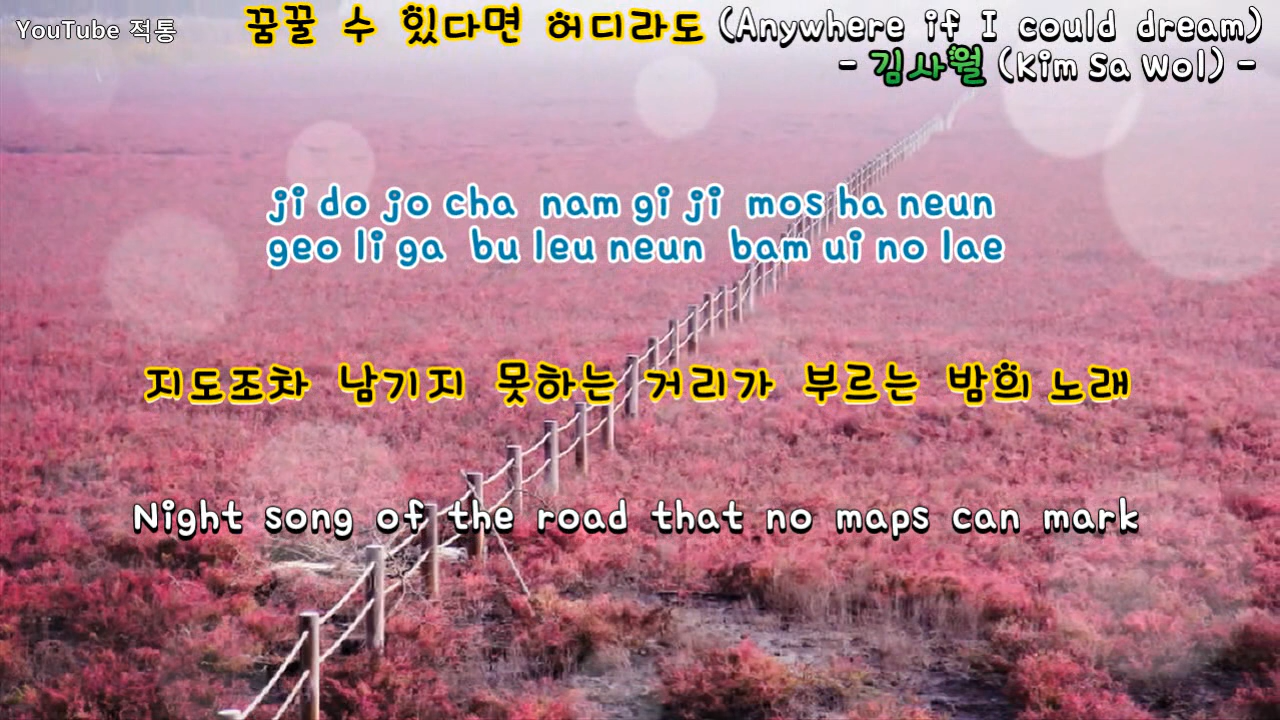 YouTube 적통
꿈꿀 수 있다면 어디라도 (Anywhere if I could dream)
- 김사월 (Kim Sa Wol) -
ji do jo cha nam gi ji mos ha neun
geo li ga bu leu neun bam ui no lae
지도조차 남기지 못하는 거리가 부르는 밤의 노래
Night song of the road that no maps can mark